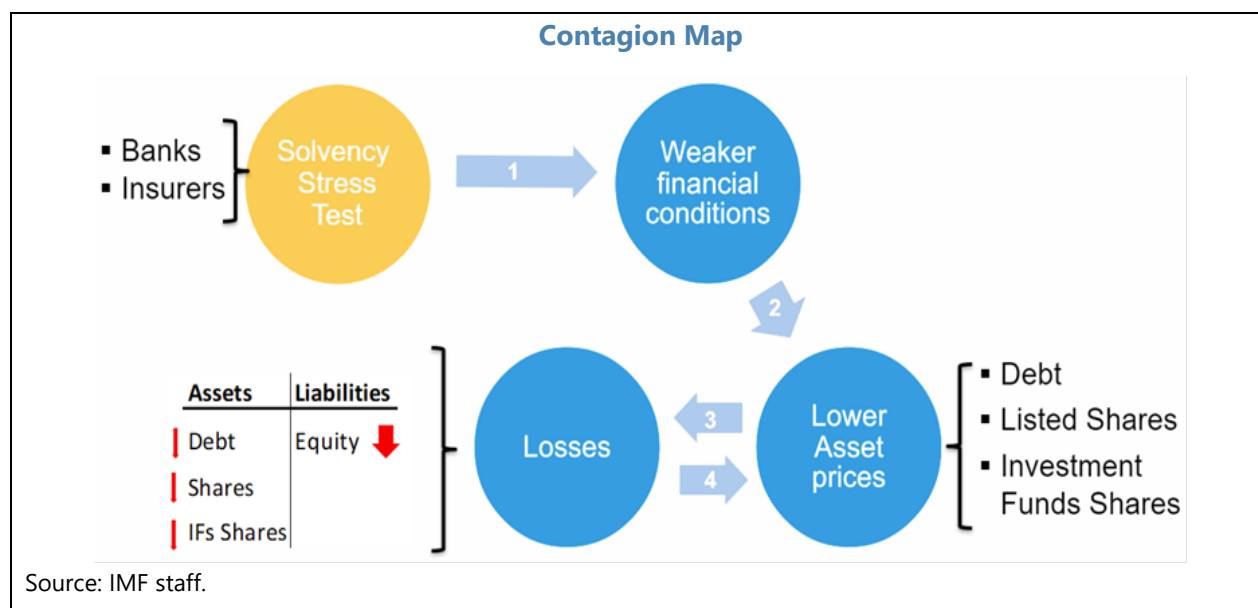 Contagion Map
▪ Banks
▪ Insurers
Solvency
Stress
Test
1
Weaker
financial
conditions
2
Assets Liabilities
Debt Equity
Shares
IFs Shares
Losses
3
4
Lower
Asset
prices
▪ Debt
▪ Listed Shares
▪ Investment
Funds Shares
Source: IMF staff.